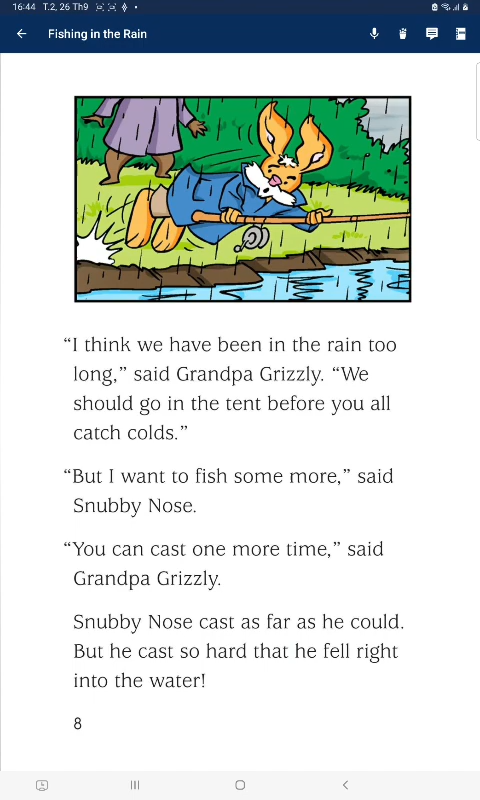 16:44 T.2, 26 Th9
Fishing in the Rain
“I think we have been in the rain too
long,” said Grandpa Grizzly. “We
should go in the tent before you all
catch colds.”
“But I want to fish some more,” said
Snubby Nose.
“You can cast one more time,” said
Grandpa Grizzly.
Snubby Nose cast as far as he could.
But he cast so hard that he fell right
into the water!
8